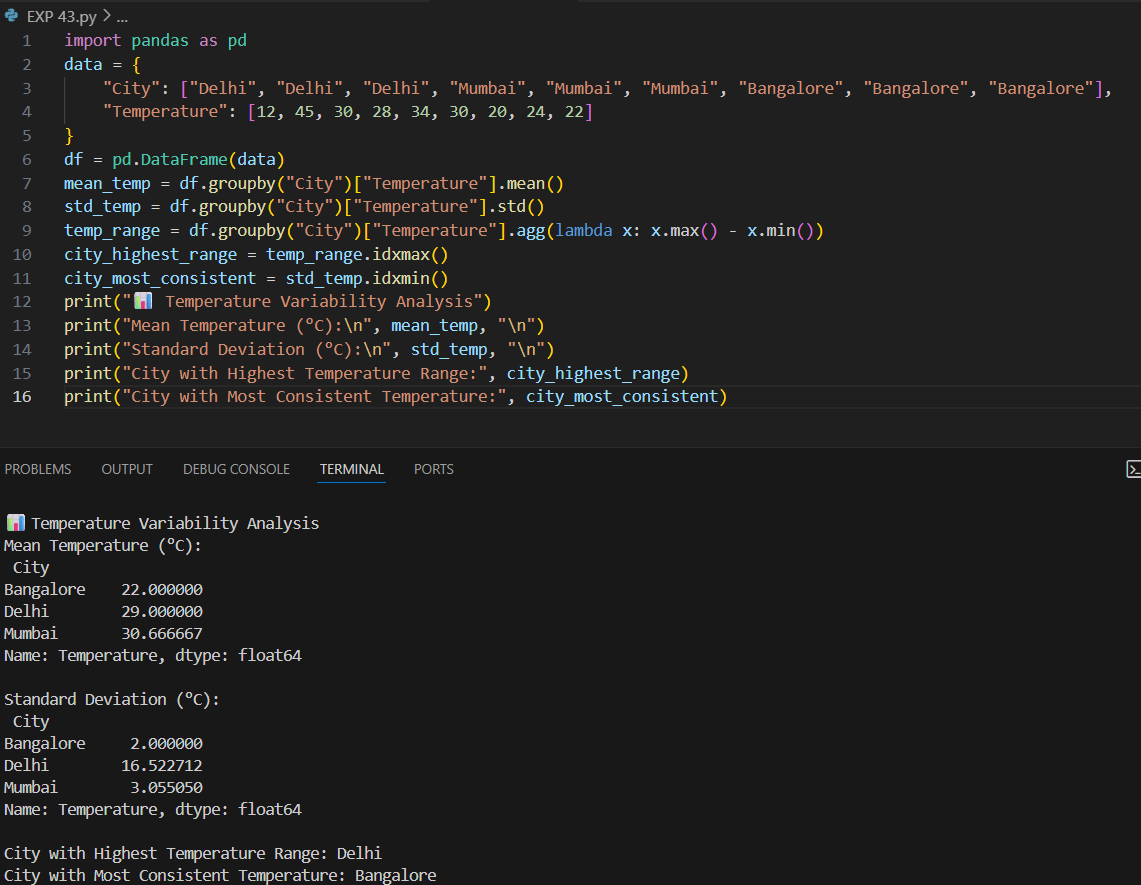 EXP 43.py > ...
1 import pandas as pd
2 data = {
3     "City": ["Delhi", "Delhi", "Delhi", "Mumbai", "Mumbai", "Mumbai", "Bangalore", "Bangalore", "Bangalore"],
4     "Temperature": [12, 45, 30, 28, 34, 30, 20, 24, 22]
5 }
6 df = pd.DataFrame(data)
7 mean_temp = df.groupby("City")["Temperature"].mean()
8 std_temp = df.groupby("City")["Temperature"].std()
9 temp_range = df.groupby("City")["Temperature"].agg(lambda x: x.max() - x.min())
10 city_highest_range = temp_range.idxmax()
11 city_most_consistent = std_temp.idxmin()
12 print("📊 Temperature Variability Analysis")
13 print("Mean Temperature (°C):\n", mean_temp, "\n")
14 print("Standard Deviation (°C):\n", std_temp, "\n")
15 print("City with Highest Temperature Range:", city_highest_range)
16 print("City with Most Consistent Temperature:", city_most_consistent)
PROBLEMS OUTPUT DEBUG CONSOLE TERMINAL PORTS
📊 Temperature Variability Analysis
Mean Temperature (°C):
 City
Bangalore    22.000000
Delhi        29.000000
Mumbai       30.666667
Name: Temperature, dtype: float64
Standard Deviation (°C):
 City
Bangalore     2.000000
Delhi        16.522712
Mumbai        3.055050
Name: Temperature, dtype: float64
City with Highest Temperature Range: Delhi
City with Most Consistent Temperature: Bangalore